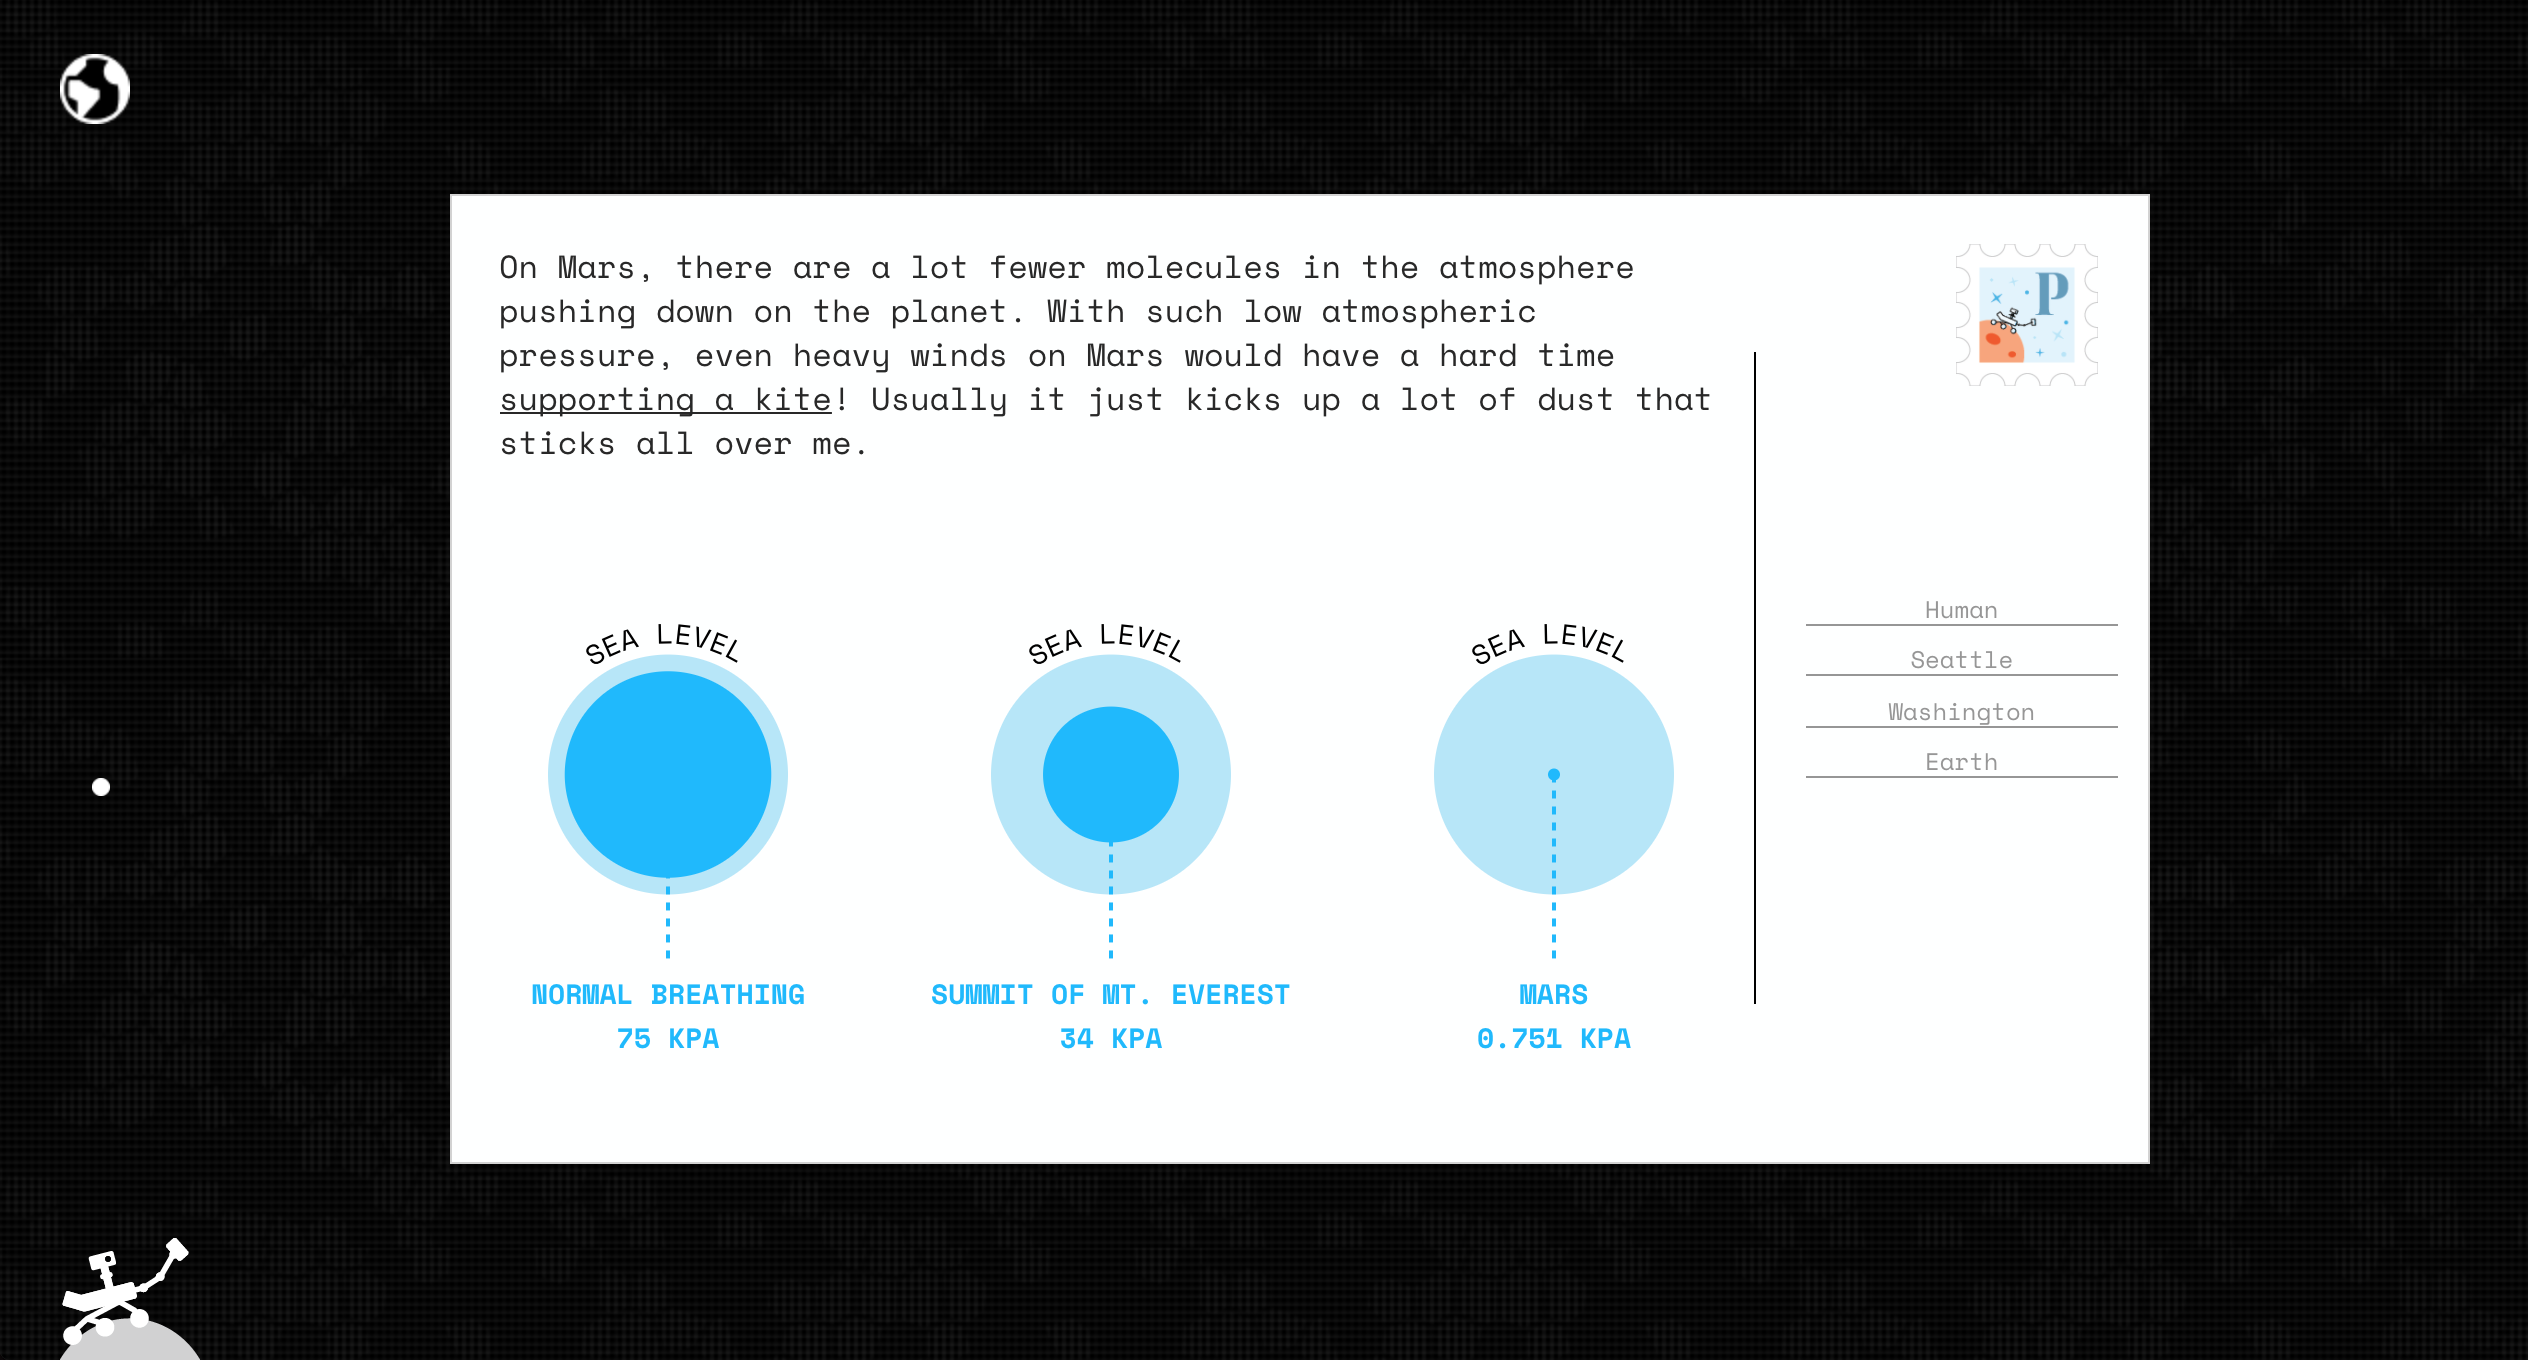 On Mars, there are a lot fewer molecules in the atmosphere
pushing down on the planet. With such low atmospheric
pressure, even heavy winds on Mars would have a hard time
supporting a kite! Usually it just kicks up a lot of dust that
sticks all over me.
P
Human
Seattle
Washington
Earth
SEA LEVEL
NORMAL BREATHING
75 KPA
SEA LEVEL
SUMMIT OF MT. EVEREST
34 KPA
SEA LEVEL
MARS
0.751 KPA